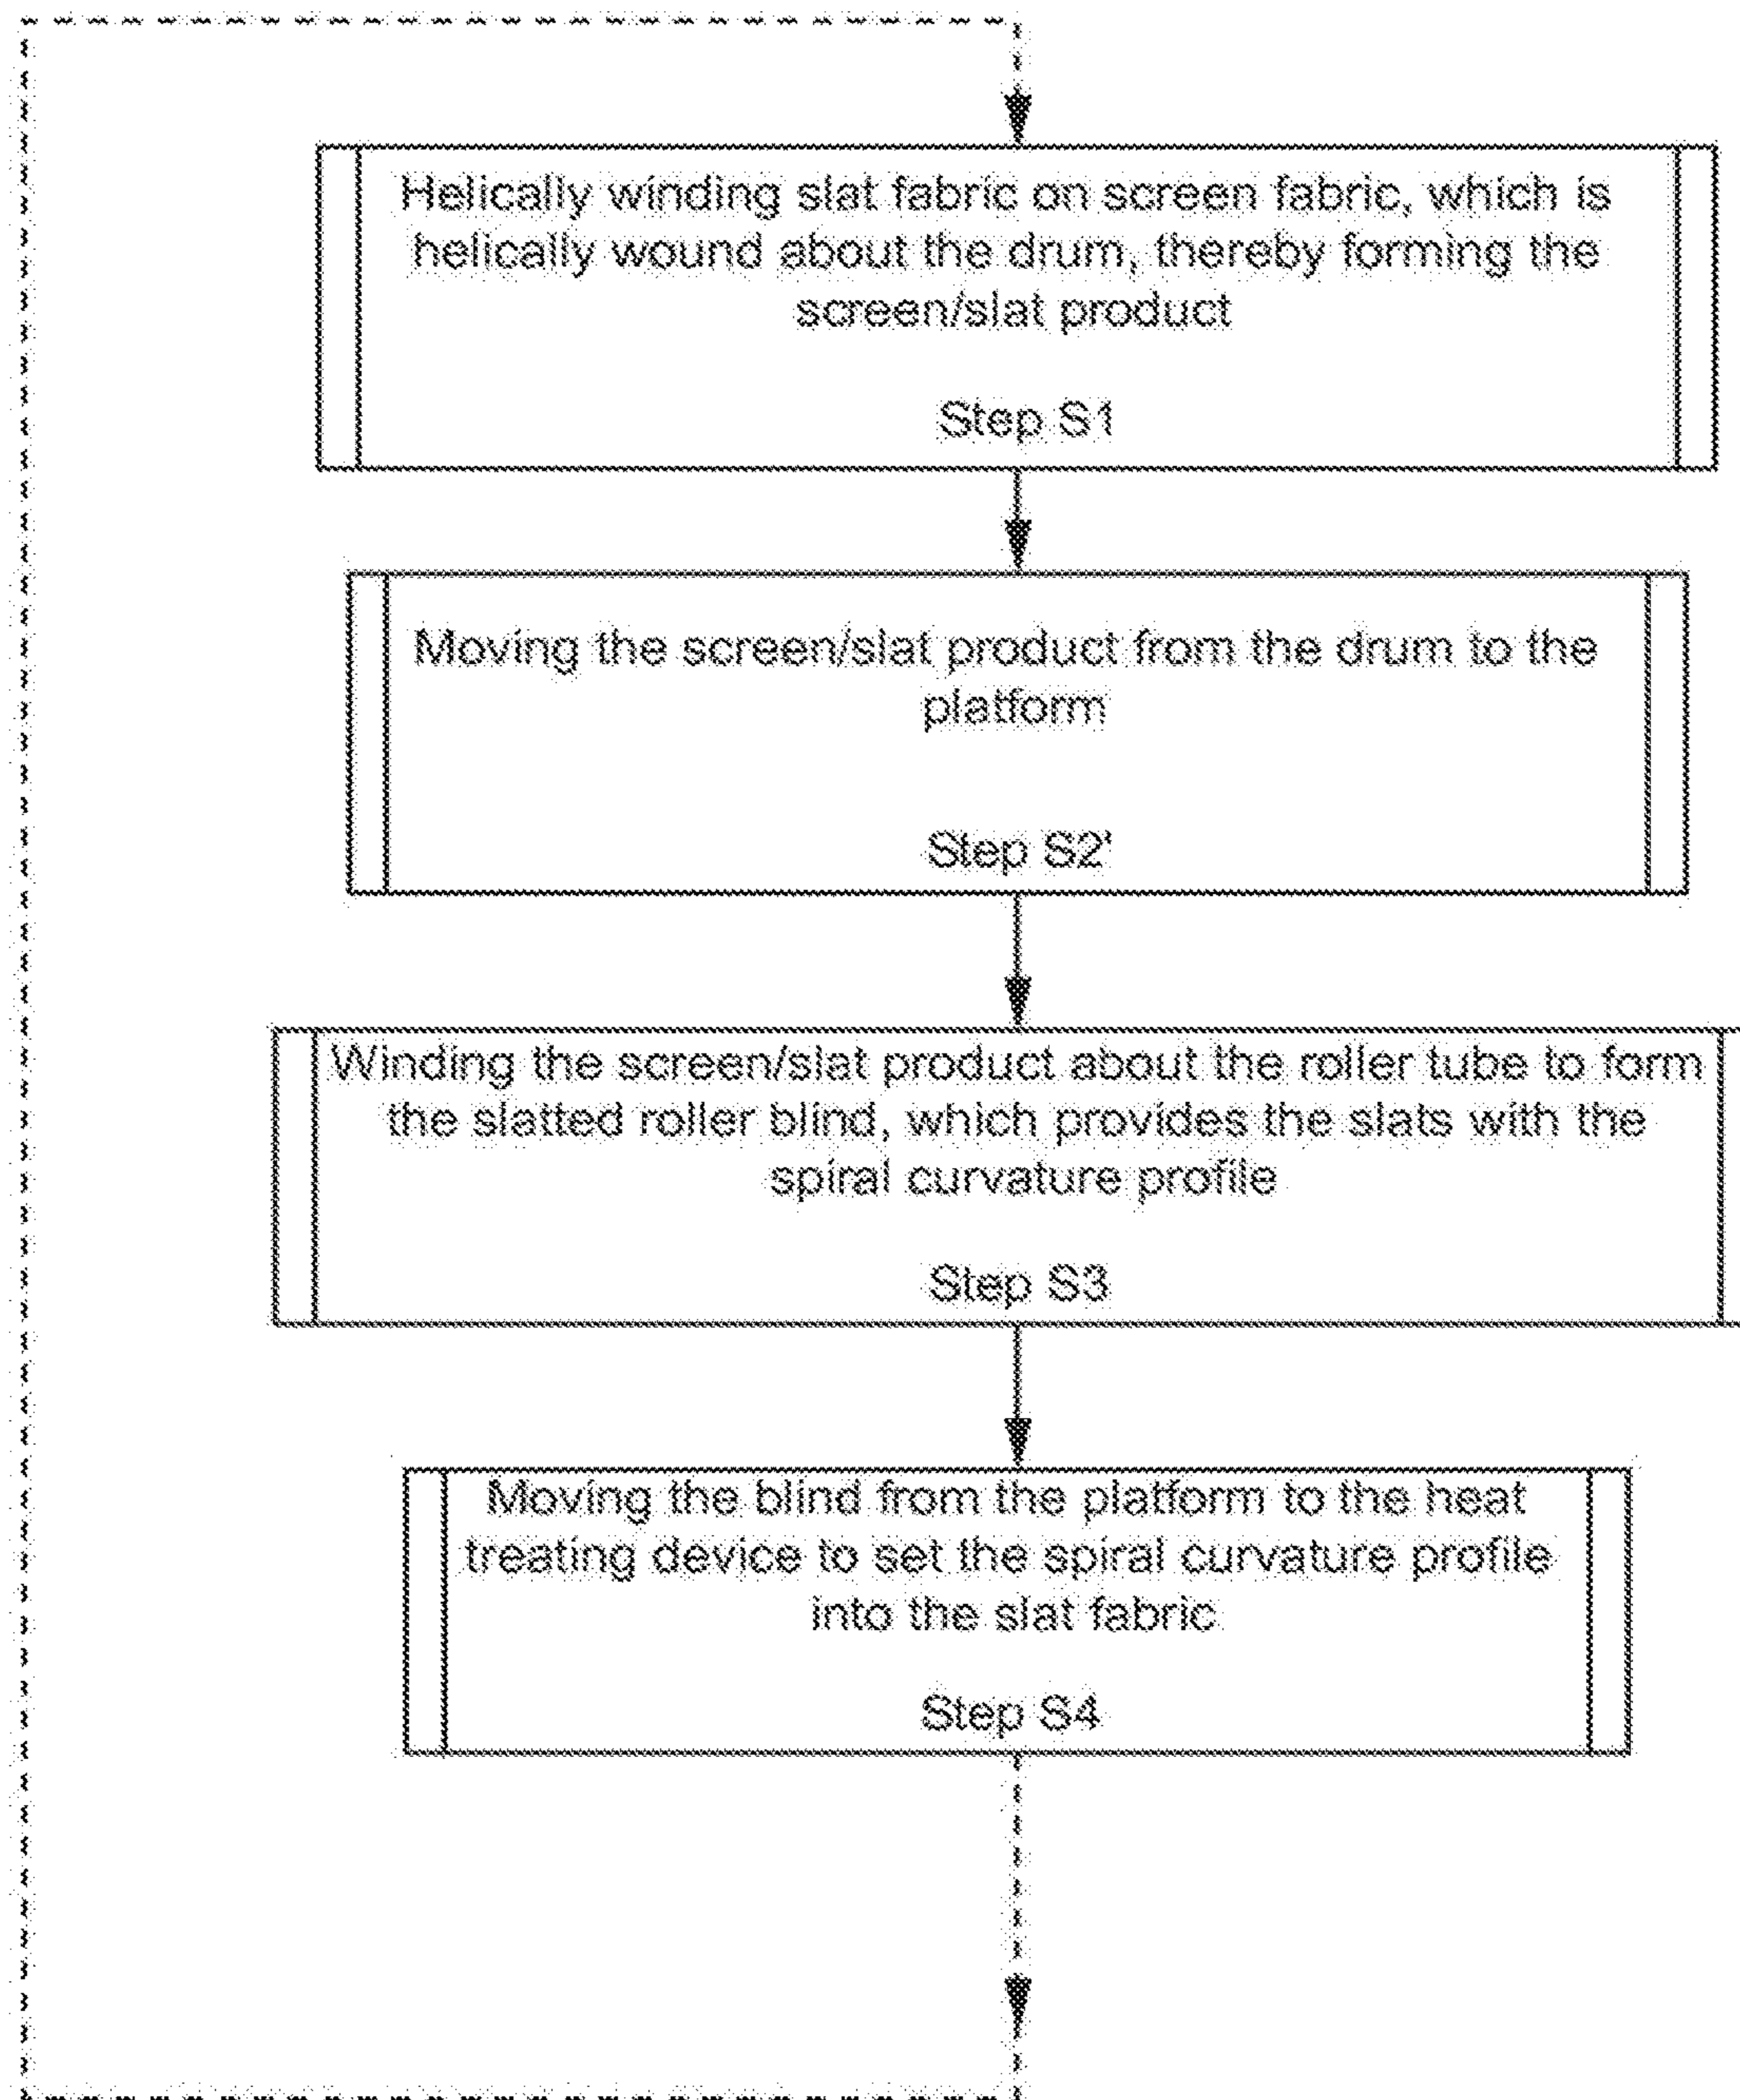 Helically winding slat fabric on screen fabric, which is
helically wound about the drum, thereby forming the
screen/slat product
Step S1
Moving the screen/slat product from the drum to the
platform
Step S2'
Winding the screen/slat product about the roller tube to form
the slatted roller blind, which provides the slats with the
spiral curvature profile
Step S3
Moving the blind from the platform to the heat
treating device to set the spiral curvature profile
into the slat fabric
Step S4